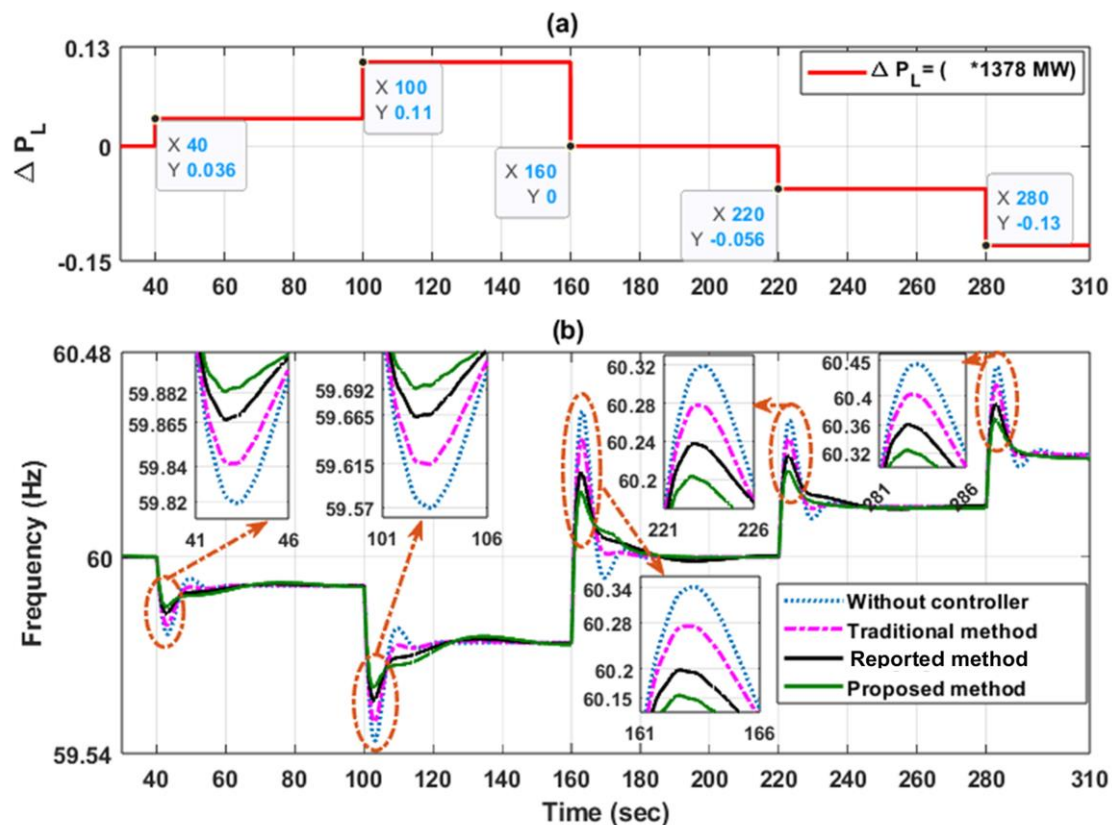 (a)
0.13
0
-0.15
Δ P_L
Δ P_L = ( *1378 MW)
X 40
Y 0.036
X 100
Y 0.11
X 160
Y 0
X 220
Y -0.056
X 280
Y -0.13
40 60 80 100 120 140 160 180 200 220 240 260 280 310
(b)
60.48
60
59.54
Frequency (Hz)
59.882
59.865
59.84
59.82
41 46
59.692
59.665
59.615
59.57
101 106
60.32
60.28
60.24
60.2
221 226
60.45
60.4
60.36
60.32
281 286
60.34
60.28
60.2
60.15
161 166
Without controller
Traditional method
Reported method
Proposed method
40 60 80 100 120 140 160 180 200 220 240 260 280 310
Time (sec)